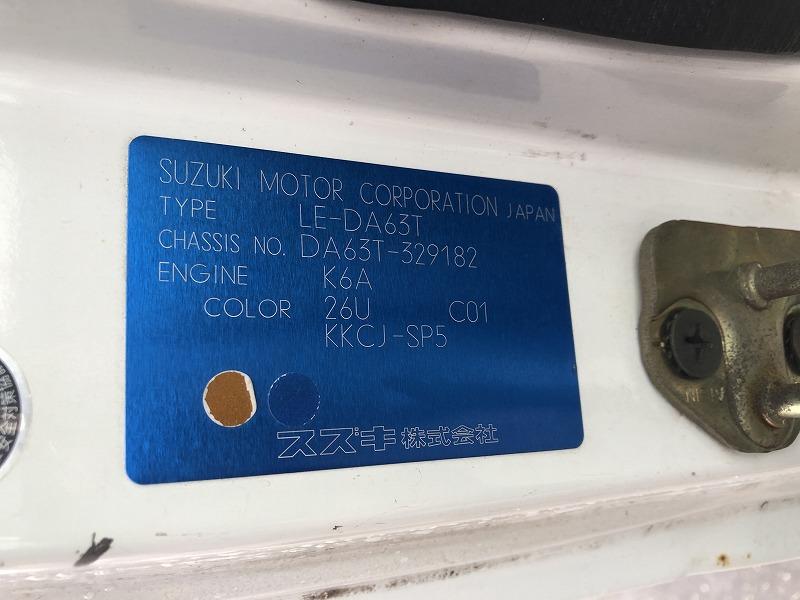 SUZUKI MOTOR CORPORATION JAPAN
TYPE LE-DA63T
CHASSIS NO. DA63T-329182
ENGINE K6A
COLOR 26U C01
KKCJ-SP5
スズキ株式会社